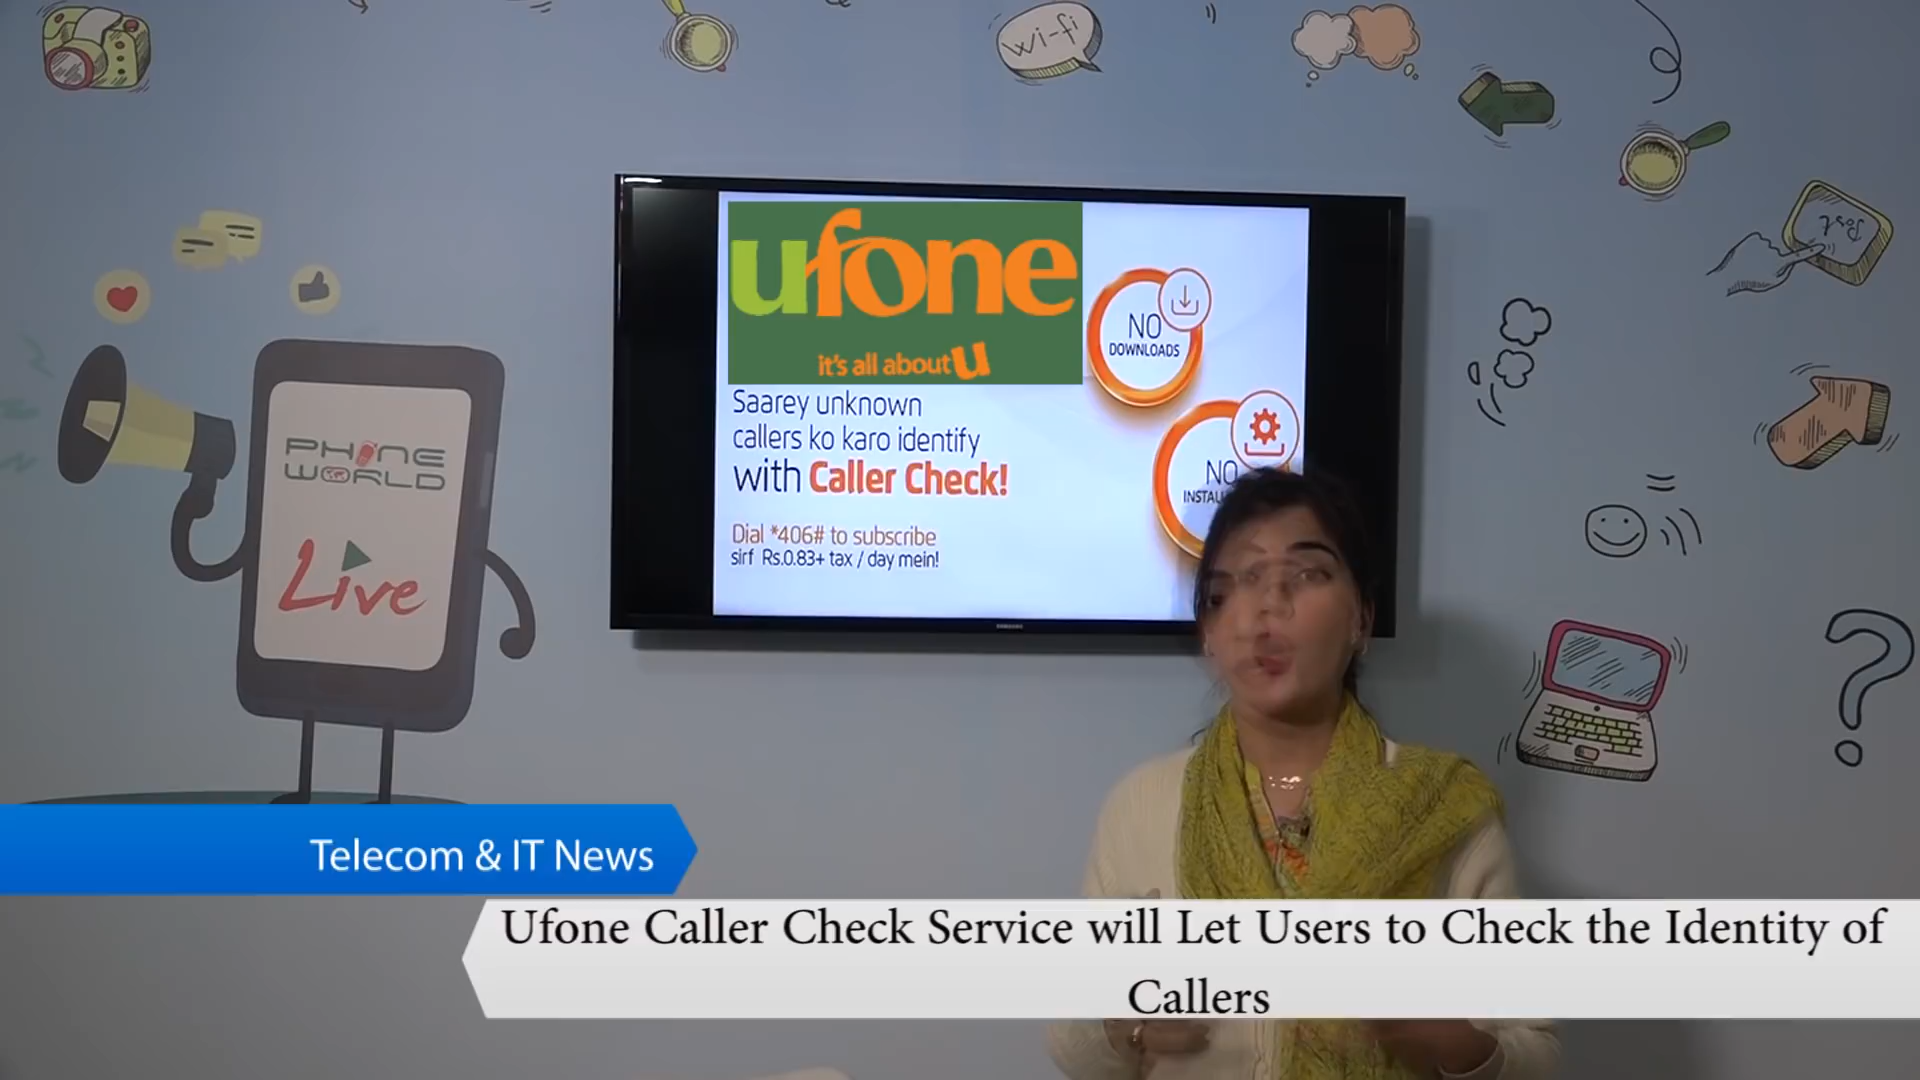 wi-fi
Post
ufone
it's all about U
NO
DOWNLOADS
Saarey unknown
callers ko karo identify
with Caller Check!
NO
Dial *406# to subscribe
sirf Rs.0.83+ tax / day mein!
SAMSUNG
PHONE
WORLD
Live
Telecom & IT News
Ufone Caller Check Service will Let Users to Check the Identity of
Callers